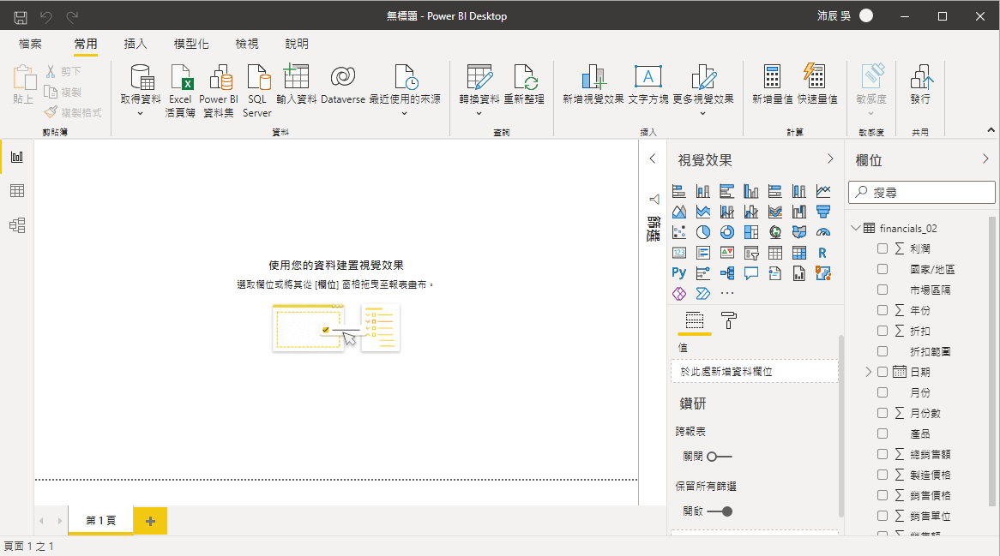 無標題 - Power BI Desktop
沛辰 吳
檔案 常用 插入 模型化 檢視 說明
貼上
剪下
複製
複製格式
剪貼簿
取得資料
Excel
活頁簿
Power BI
資料集
SQL
Server
輸入資料
Dataverse
最近使用的來源
資料
轉換資料
重新整理
查詢
新增視覺效果
文字方塊
更多視覺效果
插入
新增量值
快速量值
計算
敏感度
敏感度
發行
共用
使用您的資料建置視覺效果
選取欄位或將其從 [欄位] 窗格拖曳至報表畫布。
篩選
視覺效果
123
R
Py
值
於此處新增資料欄位
鑽研
跨報表
關閉
保留所有篩選
開啟
欄位
搜尋
financials_02
利潤
國家/地區
市場區隔
年份
折扣
折扣範圍
日期
月份
月份數
產品
總銷售額
製造價格
銷售價格
銷售單位
銷售額
第 1 頁
頁面 1 之 1